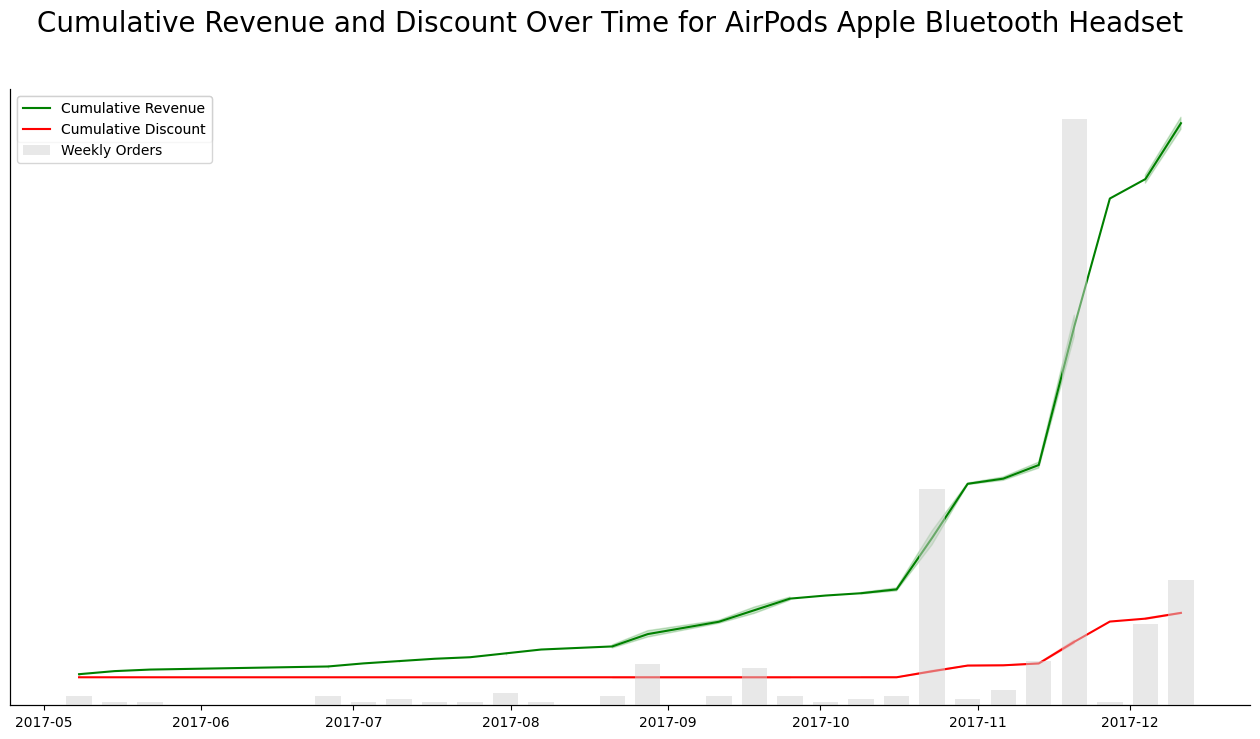 Cumulative Revenue and Discount Over Time for AirPods Apple Bluetooth Headset
Cumulative Revenue
Cumulative Discount
Weekly Orders
2017-05 2017-06 2017-07 2017-08 2017-09 2017-10 2017-11 2017-12